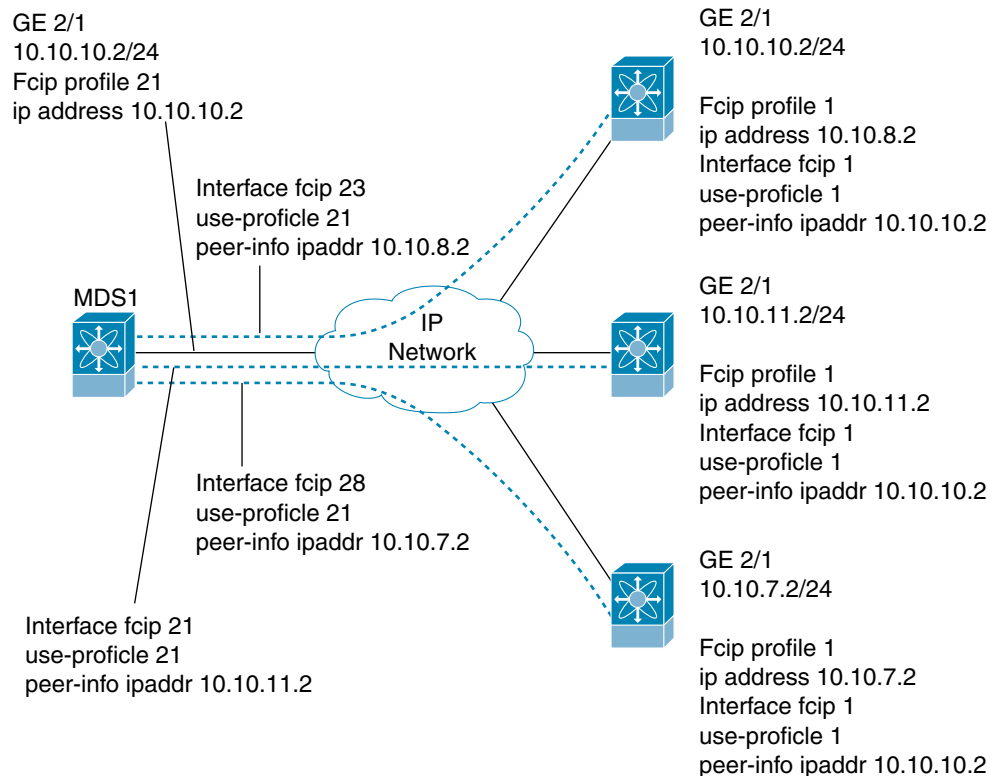 GE 2/1
10.10.10.2/24
Fcip profile 21
ip address 10.10.10.2
Interface fcip 23
use-proficle 21
peer-info ipaddr 10.10.8.2
MDS1
IP
Network
Interface fcip 28
use-proficle 21
peer-info ipaddr 10.10.7.2
Interface fcip 21
use-proficle 21
peer-info ipaddr 10.10.11.2
GE 2/1
10.10.10.2/24
Fcip profile 1
ip address 10.10.8.2
Interface fcip 1
use-proficle 1
peer-info ipaddr 10.10.10.2
GE 2/1
10.10.11.2/24
Fcip profile 1
ip address 10.10.11.2
Interface fcip 1
use-proficle 1
peer-info ipaddr 10.10.10.2
GE 2/1
10.10.7.2/24
Fcip profile 1
ip address 10.10.7.2
Interface fcip 1
use-proficle 1
peer-info ipaddr 10.10.10.2